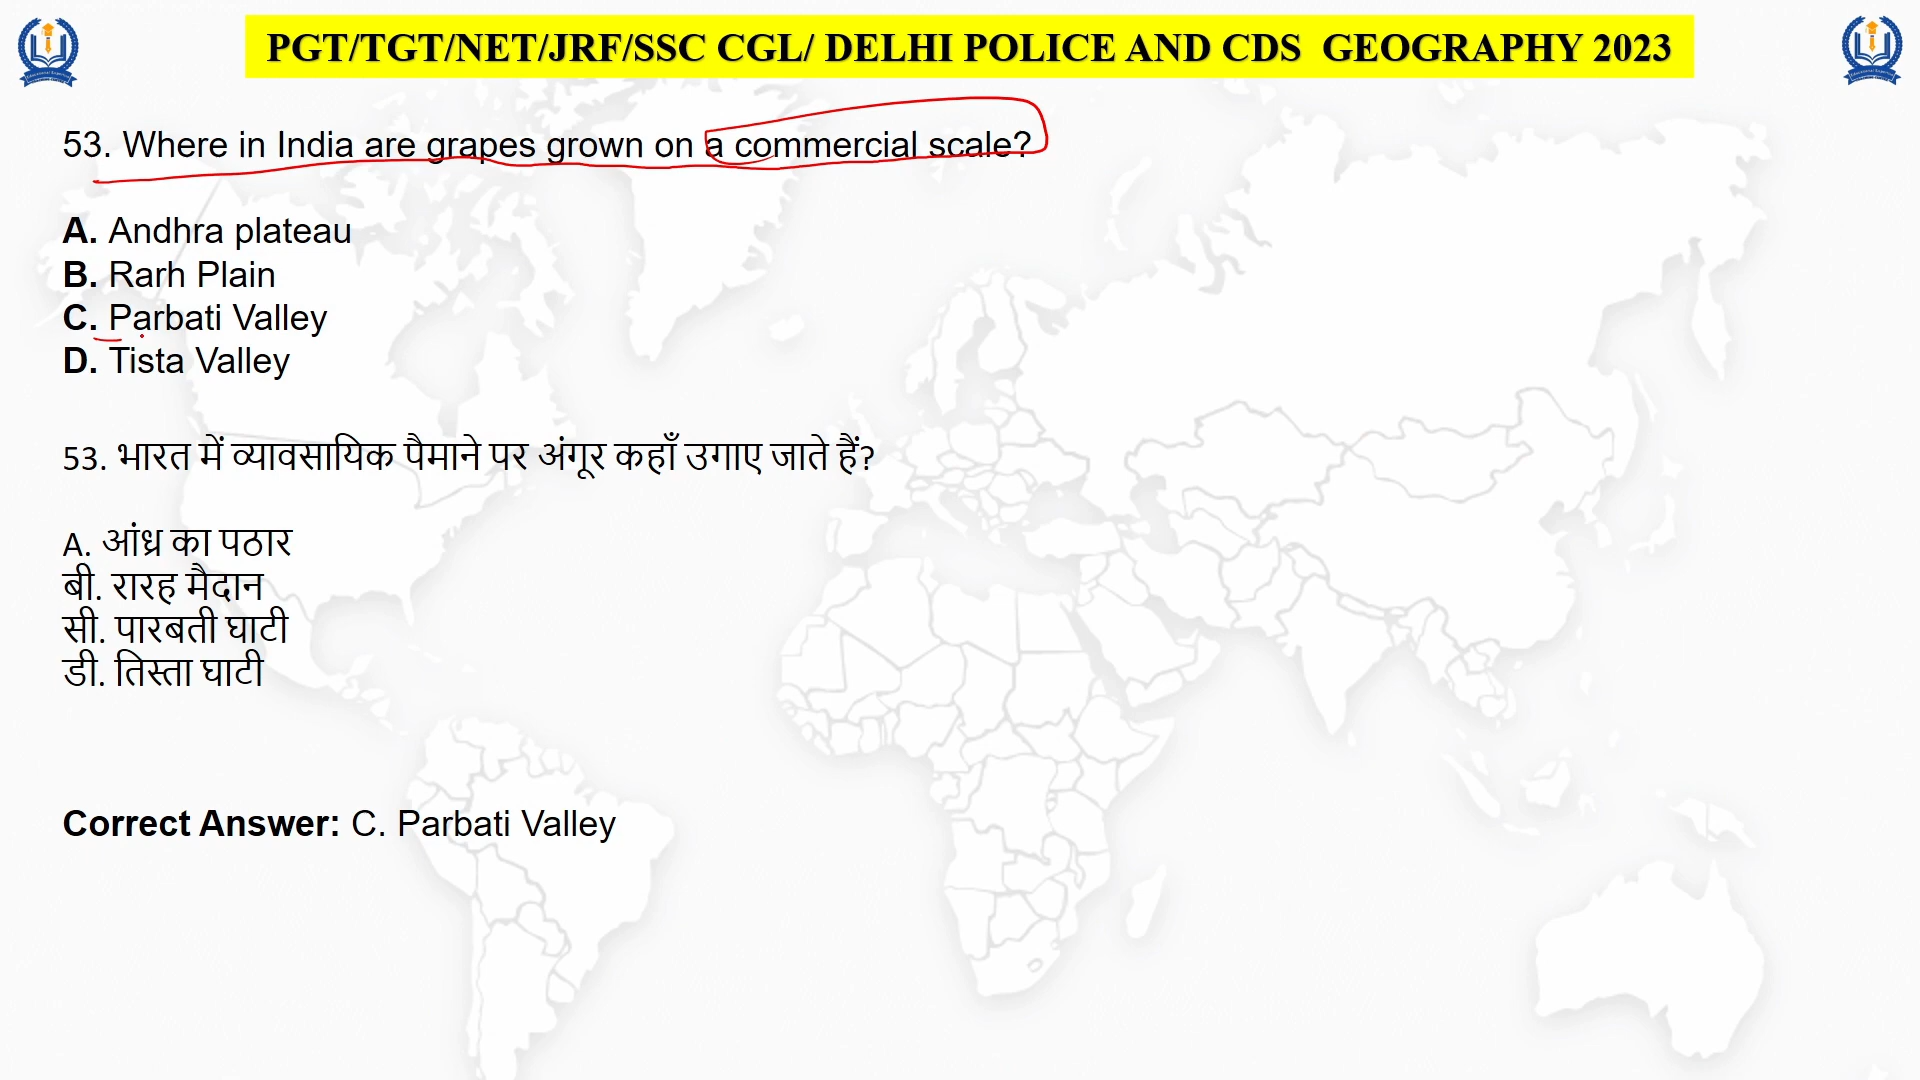 PGT/TGT/NET/JRF/SSC CGL/ DELHI POLICE AND CDS GEOGRAPHY 2023
53. Where in India are grapes grown on a commercial scale?
A. Andhra plateau
B. Rarh Plain
C. Parbati Valley
D. Tista Valley
53. भारत में व्यावसायिक पैमाने पर अंगूर कहाँ उगाए जाते हैं?
A. आंध्र का पठार
बी. रारह मैदान
सी. पारबती घाटी
डी. तिस्ता घाटी
Correct Answer: C. Parbati Valley